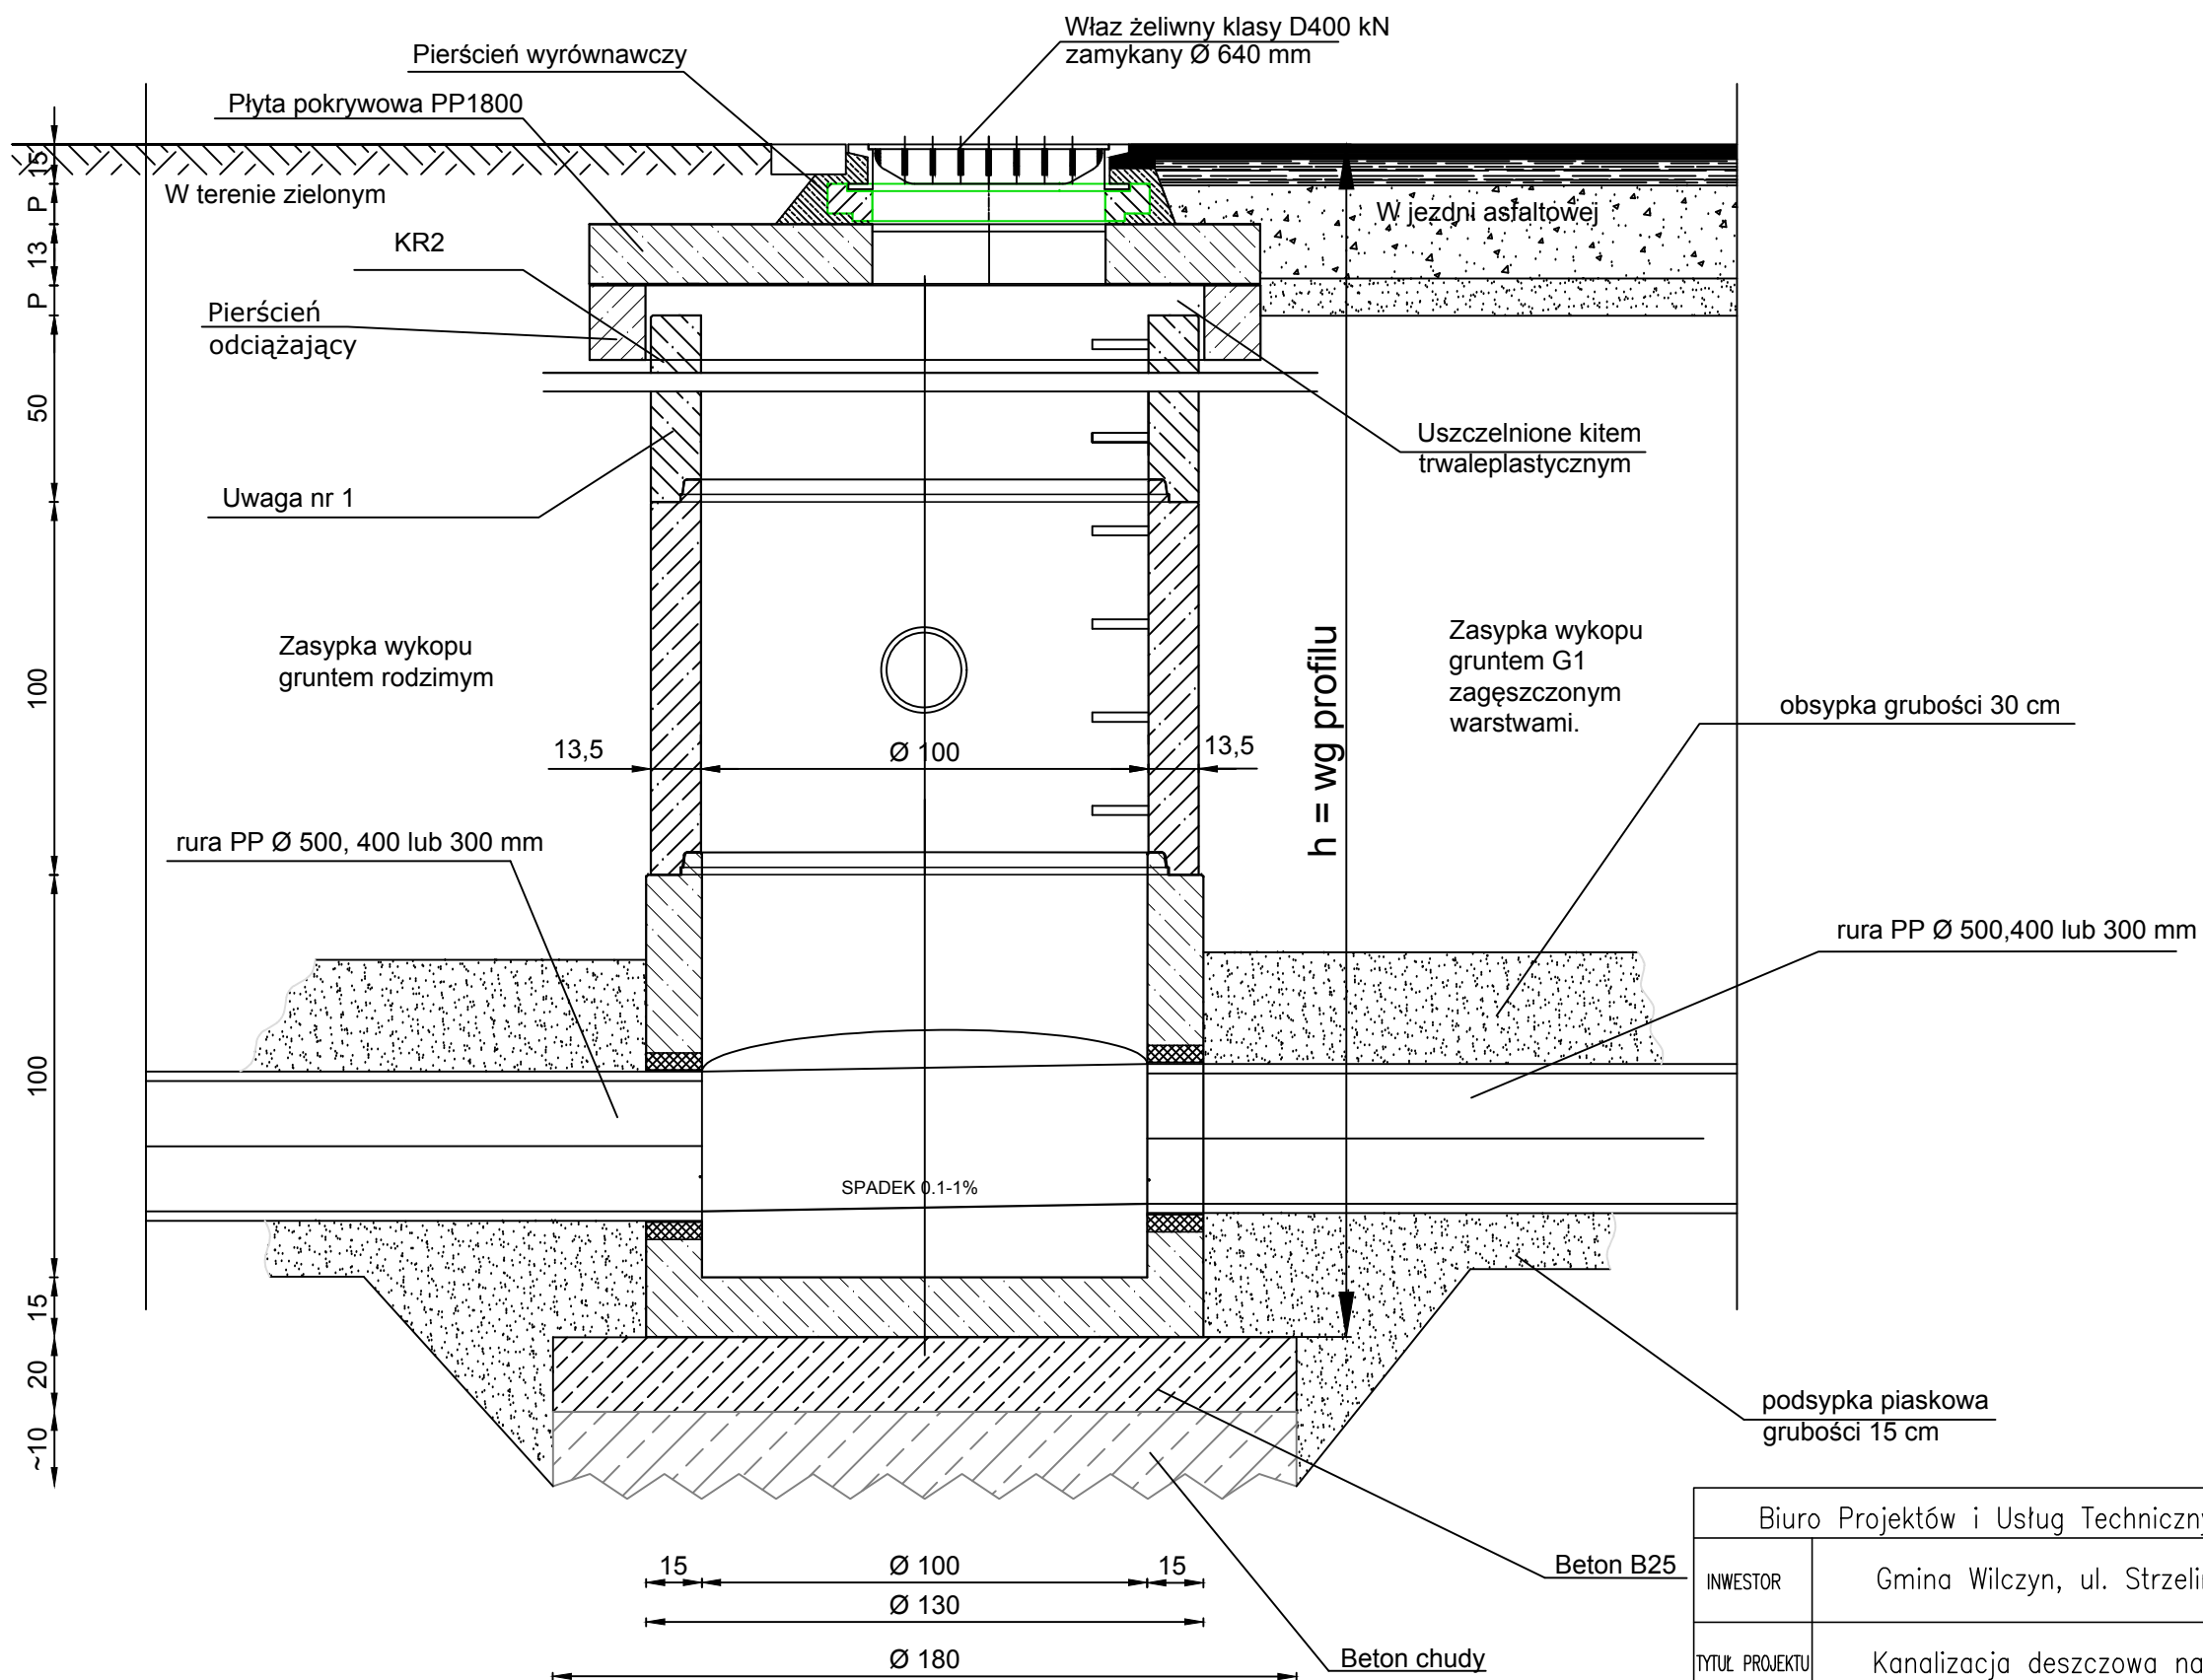 Właz żeliwny klasy D400 kN
zamykany Ø 640 mm
Pierścień wyrównawczy
Płyta pokrywowa PP1800
W terenie zielonym
W jezdni asfaltowej
KR2
Pierścień
odciążający
Uszczelnione kitem
trwaleplastycznym
Uwaga nr 1
Zasypka wykopu
gruntem rodzimym
Zasypka wykopu
gruntem G1
zagęszczonym
warstwami.
obsypka grubości 30 cm
13,5
Ø 100
13,5
h = wg profilu
rura PP Ø 500, 400 lub 300 mm
rura PP Ø 500,400 lub 300 mm
SPADEK 0.1-1%
podsypka piaskowa
grubości 15 cm
15
P
13
P
50
100
100
15
20
~10
15
Ø 100
15
Ø 130
Ø 180
Beton B25
Beton chudy
Biuro Projektów i Usług
INWESTOR
Gmina Wilczyn, ul.
TYTUŁ PROJEKTU
Kanalizacja deszczowa